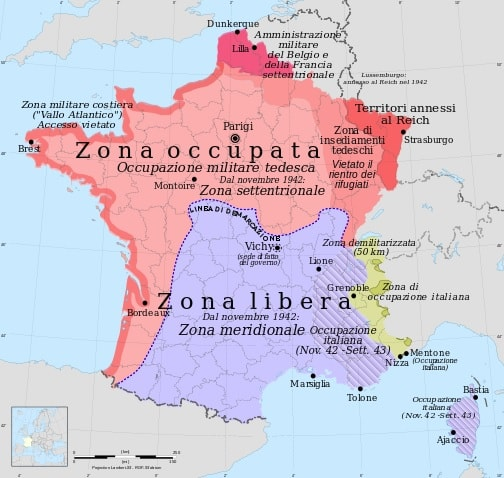 Dunkerque
Lilla
Amministrazione
militare
del Belgio e
della Francia
settentrionale
Lussemburgo:
annesso al Reich nel 1942
Zona militare costiera
("Vallo Atlantico")
Accesso vietato
Territori annessi
al Reich
Brest
Parigi
Zona di
insediamenti
tedeschi
Strasburgo
Zona occupata
Vietato il
rientro dei
rifugiati
Occupazione militare tedesca
Montoire
Dal novembre 1942:
Zona settentrionale
LINEA DI DEMARCAZIONE
Vichy
(sede di fatto
del governo)
Zona demilitarizzata
(50 km)
Lione
Grenoble
Zona di
occupazione italiana
Zona libera
Bordeaux
Dal novembre 1942:
Zona meridionale
Occupazione
italiana
(Nov. 42 -Sett. 43)
Mentone
(Occupazione
italiana)
Nizza
Marsiglia
Tolone
Bastia
Occupazione
italiana
(Nov. 42-Sett. 43)
Ajaccio